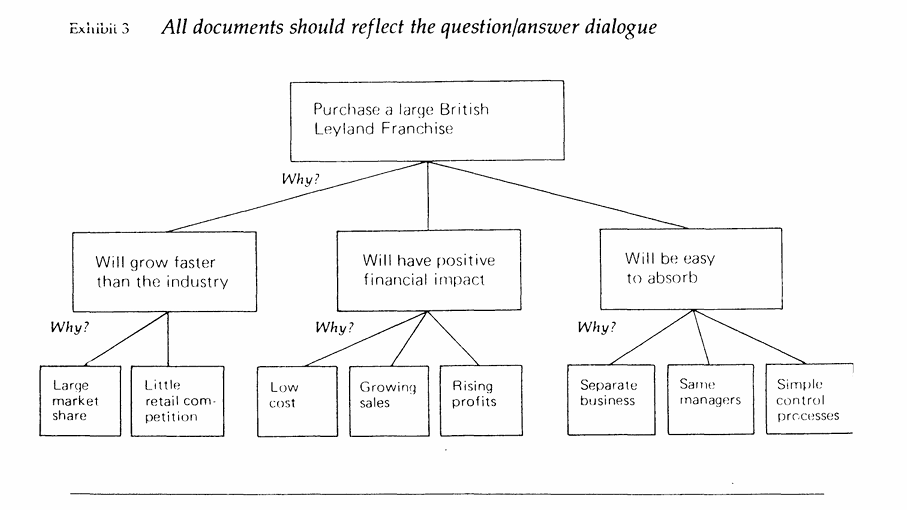 Exhibit 3 All documents should reflect the question/answer dialogue
Purchase a large British
Leyland Franchise
Why?
Will grow faster
than the industry
Will have positive
financial impact
Will be easy
to absorb
Why?
Why?
Why?
Large
market
share
Little
retail com-
petition
Low
cost
Growing
sales
Rising
profits
Separate
business
Same
managers
Simple
control
processes